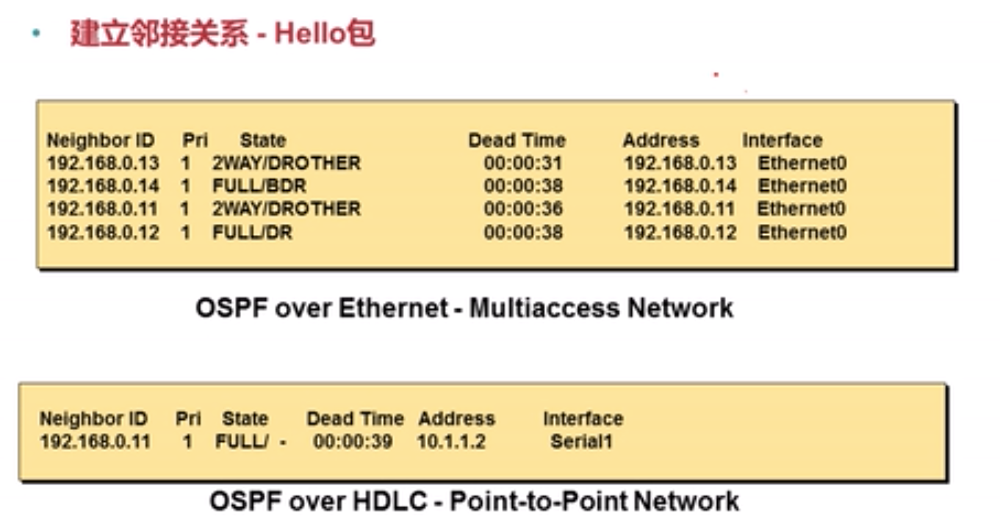 • 建立邻接关系 - Hello包
Neighbor ID Pri State Dead Time Address Interface
192.168.0.13 1 2WAY/DROTHER 00:00:31 192.168.0.13 Ethernet0
192.168.0.14 1 FULL/BDR 00:00:38 192.168.0.14 Ethernet0
192.168.0.11 1 2WAY/DROTHER 00:00:36 192.168.0.11 Ethernet0
192.168.0.12 1 FULL/DR 00:00:38 192.168.0.12 Ethernet0
OSPF over Ethernet - Multiaccess Network
Neighbor ID Pri State Dead Time Address Interface
192.168.0.11 1 FULL/ - 00:00:39 10.1.1.2 Serial1
OSPF over HDLC - Point-to-Point Network